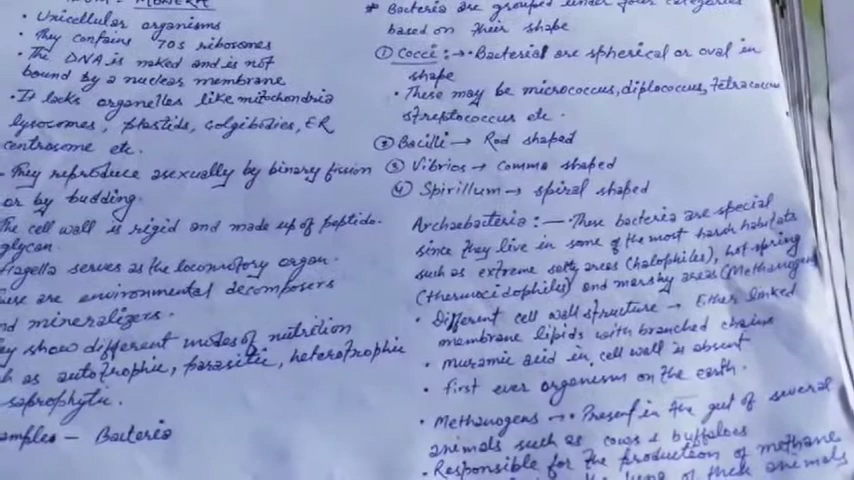 MONERA
• Unicellular organisms
• They contains 70s ribosomes
• The DNA is naked and is not
bound by a nuclear membrane
• It lacks organelles like mitochondria
lysocomes, plastids, golgibodies, ER
centrosome etc.
- They reproduce asexually by binary fission
or by budding.
The cell wall is rigid and made up of peptido-
glycan.
flagella serves as the locomotory organ.
are environmental decomposers
mineralizers.
show different modes of nutrition
as autotrophic, parasitic, heterotrophic
saprophytic.
– Bacteria
* Bacteria are grouped under four categories
based on their shape
① Cocci :→ • Bacterial are spherical or oval in
shape
• These may be micrococcus, diplococcus, tetracoccus
streptococcus etc.
② Bacilli → Rod shaped
③ Vibrios → Comma shaped
④ Spirillum → spiral shaped
Archaebacteria :— • These bacteria are special
since they live in some of the most harsh habitats
such as extreme salty areas (halophiles), hot spring
(thermocidophiles) and marshy areas (Methanogens
• Different cell wall structure → Ether linked
membrane lipids with branched chains
• muramic acid in cell wall is absent
• first ever organism on the earth.
• Methanogens → • Present in the gut of several
animals such as cows & buffaloes
• Responsible for the production of methane
of these animals